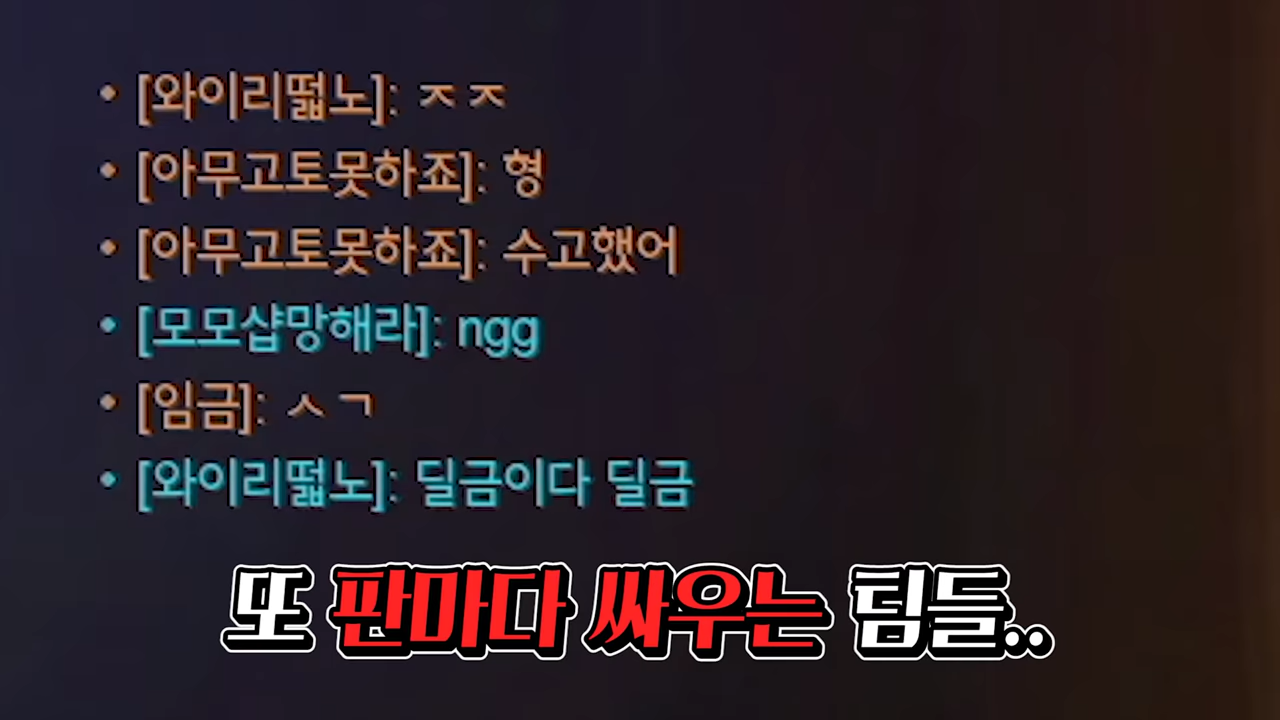 • [와이리떫노]: ㅈㅈ
• [아무고토못하죠]: 형
• [아무고토못하죠]: 수고했어
• [모모샵망해라]: ngg
• [임금]: ㅅㄱ
• [와이리떫노]: 딜금이다 딜금
또 판마다 싸우는 팀들..